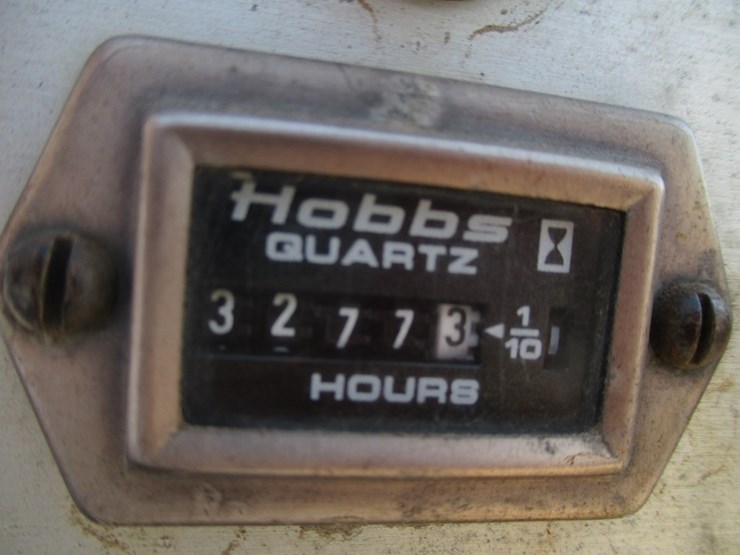 Hobbs
QUARTZ
3 2 7 7 3 1/10
HOURS